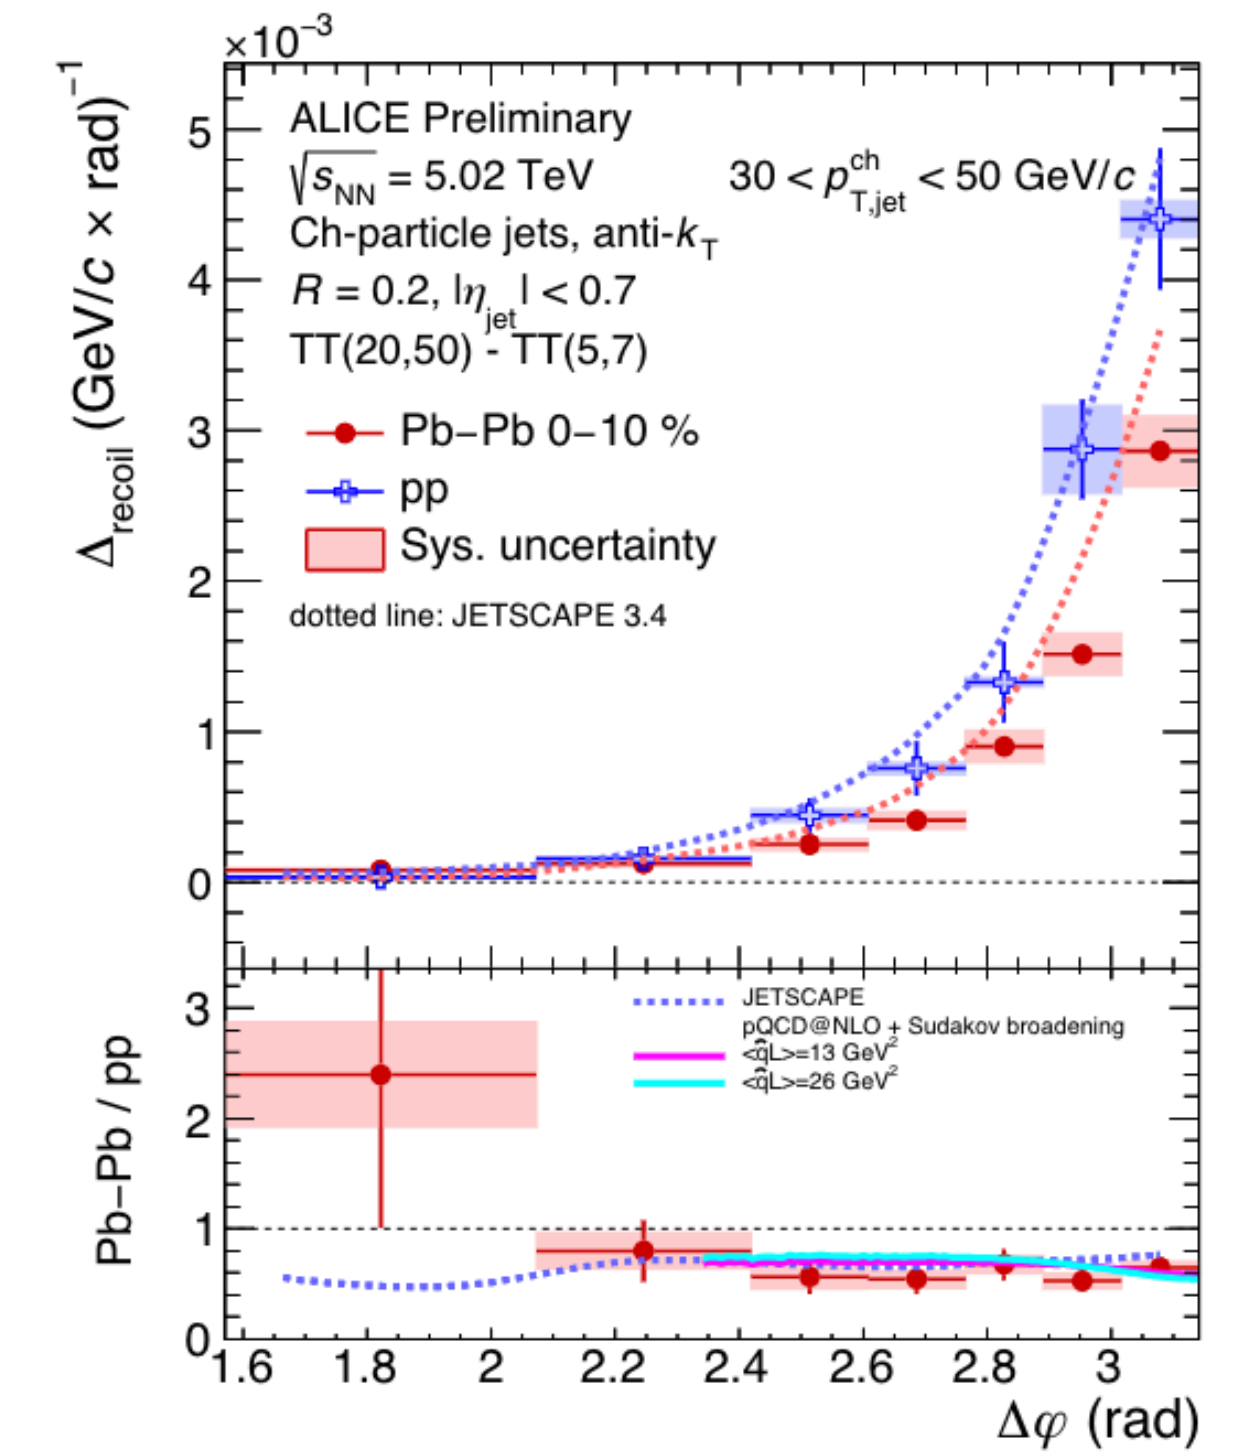 ×10⁻³
Δrecoil (GeV/c × rad)⁻¹
5
4
3
2
1
0
ALICE Preliminary
√sNN = 5.02 TeV
30 < p^ch_T,jet < 50 GeV/c
Ch-particle jets, anti-kT
R = 0.2, |ηjet| < 0.7
TT(20,50) - TT(5,7)
Pb−Pb 0−10 %
pp
Sys. uncertainty
dotted line: JETSCAPE 3.4
Pb−Pb / pp
3
2
1
0
JETSCAPE
pQCD@NLO + Sudakov broadening
<q̂L>=13 GeV²
<q̂L>=26 GeV²
1.6 1.8 2 2.2 2.4 2.6 2.8 3
Δφ (rad)